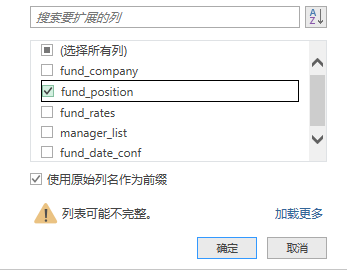 搜索要扩展的列
A
Z
(选择所有列)
fund_company
fund_position
fund_rates
manager_list
fund_date_conf
使用原始列名作为前缀
列表可能不完整。 加载更多
确定 取消